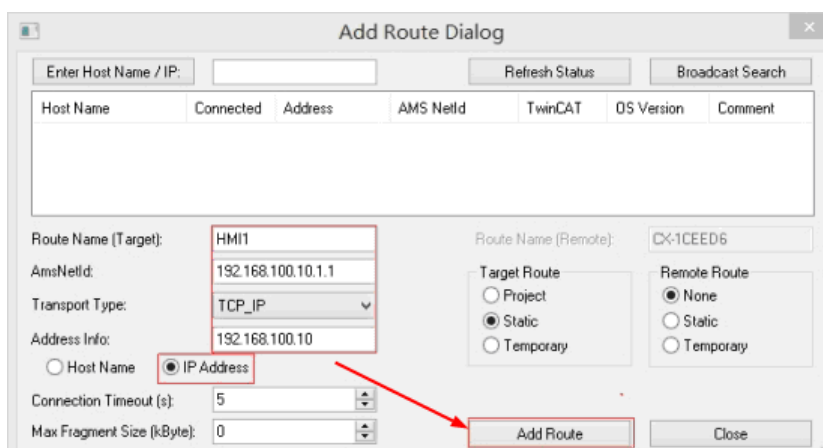 Add Route Dialog
Enter Host Name / IP: Refresh Status Broadcast Search
Host Name Connected Address AMS NetId TwinCAT OS Version Comment
Route Name (Target): HMI1 Route Name (Remote): CX-1CEED6
AmsNetId: 192.168.100.10.1.1 Target Route Remote Route
Transport Type: TCP_IP Project None
Address Info: 192.168.100.10 Static Static
Host Name IP Address Temporary Temporary
Connection Timeout (s): 5
Max Fragment Size (kByte): 0 Add Route Close